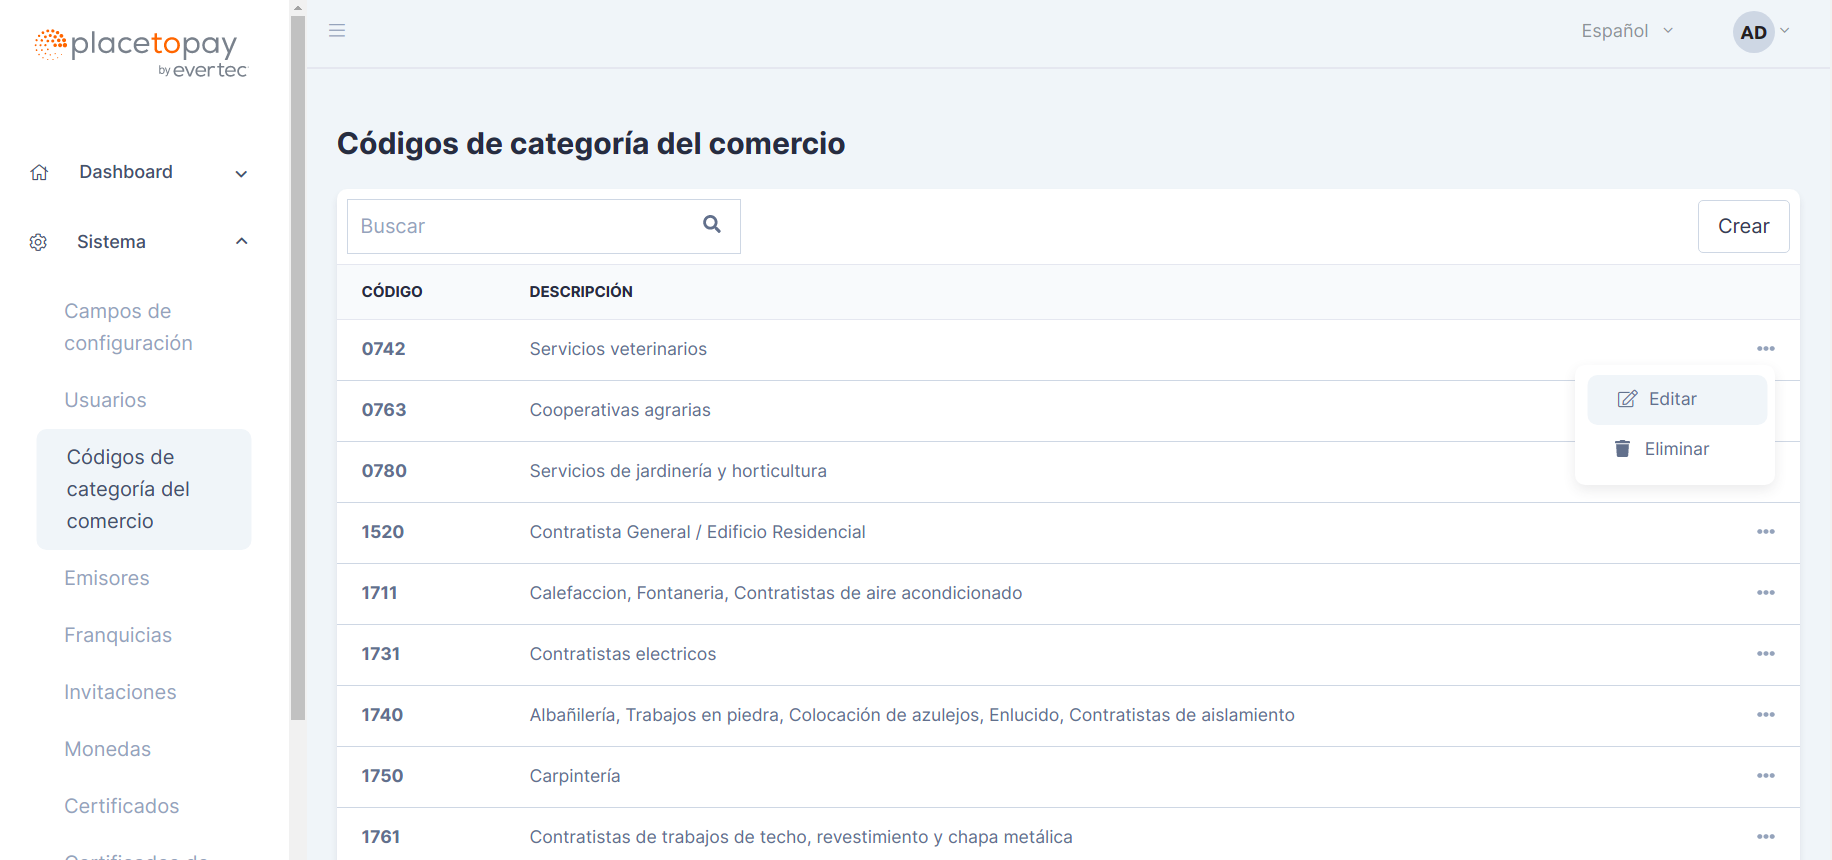 placetopay
by evertec
Español
AD
Dashboard
Sistema
Campos de
configuración
Usuarios
Códigos de
categoría del
comercio
Emisores
Franquicias
Invitaciones
Monedas
Certificados
Certificados de
Códigos de categoría del comercio
Buscar
Crear
CÓDIGO DESCRIPCIÓN
0742 Servicios veterinarios
Editar
Eliminar
0763 Cooperativas agrarias
0780 Servicios de jardinería y horticultura
1520 Contratista General / Edificio Residencial
1711 Calefaccion, Fontaneria, Contratistas de aire acondicionado
1731 Contratistas electricos
1740 Albañilería, Trabajos en piedra, Colocación de azulejos, Enlucido, Contratistas de aislamiento
1750 Carpintería
1761 Contratistas de trabajos de techo, revestimiento y chapa metálica